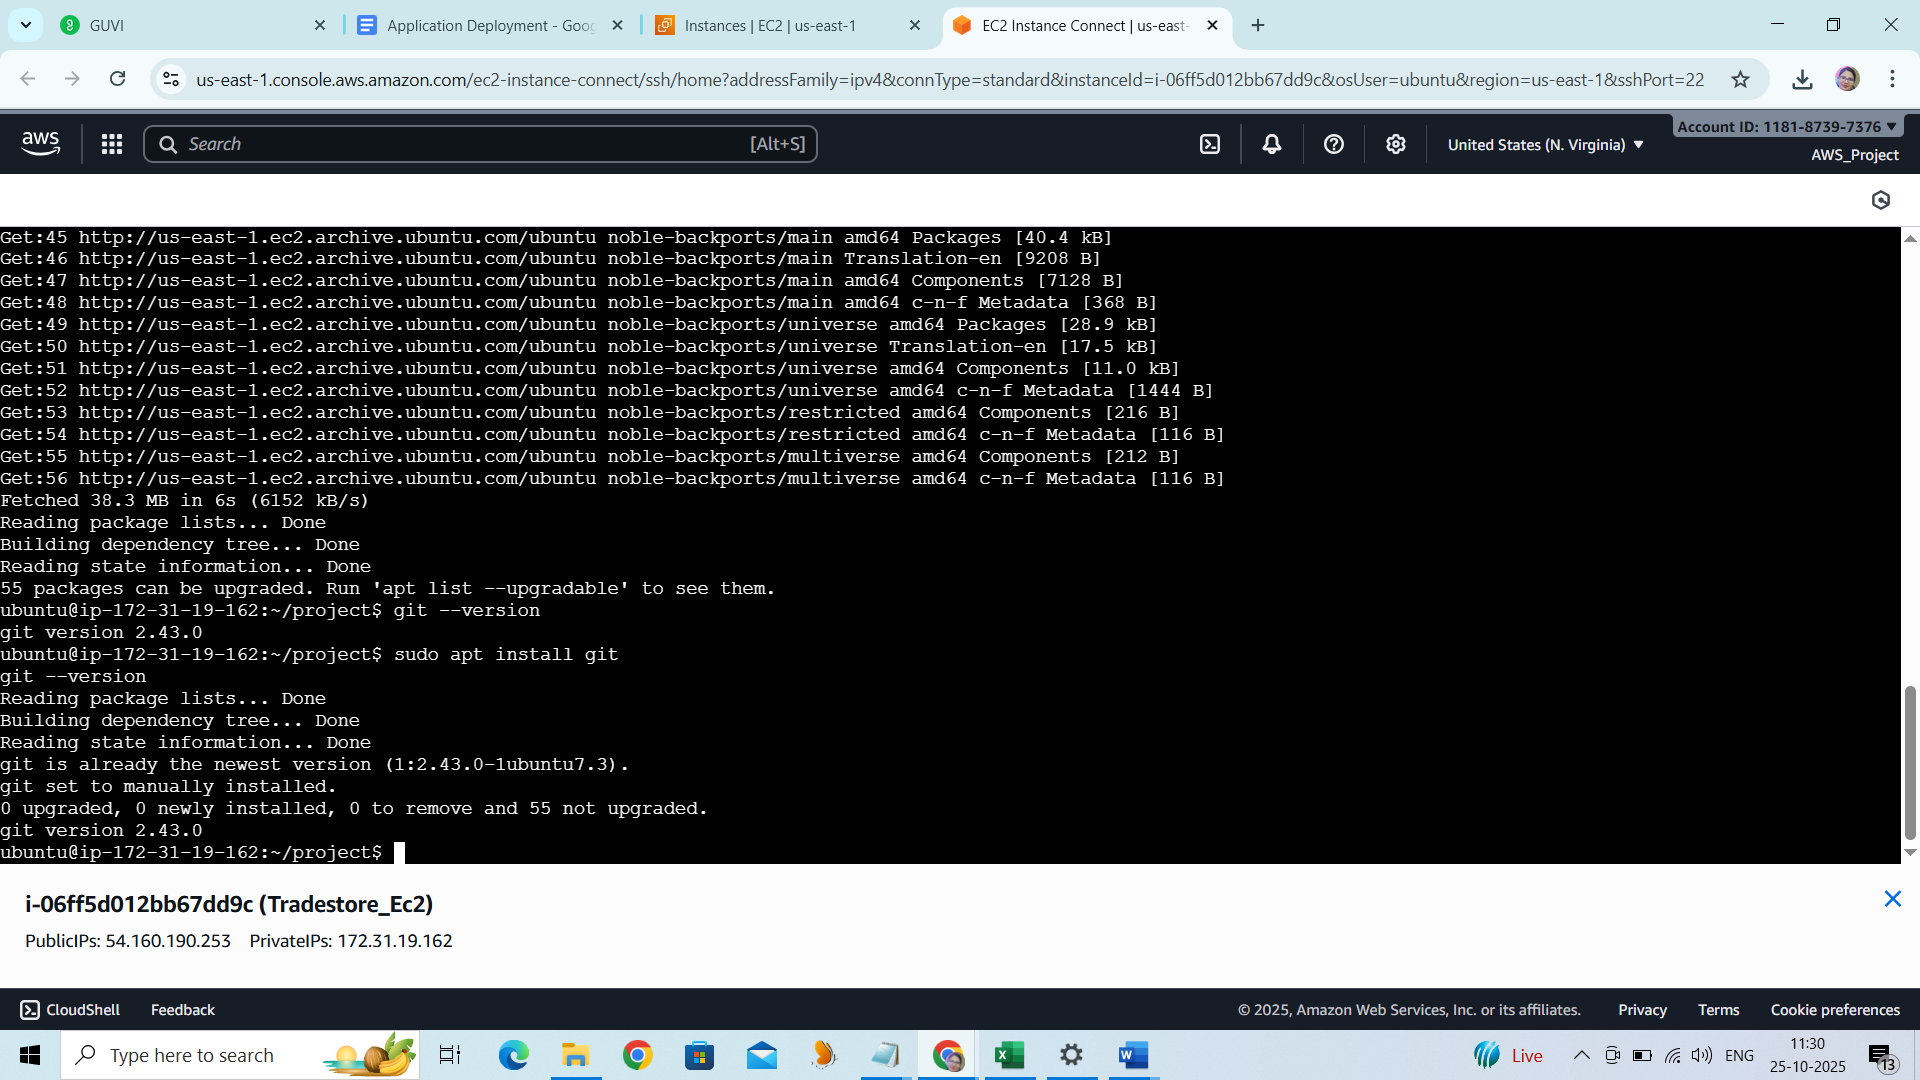 GUVI
Application Deployment - Goog
Instances | EC2 | us-east-1
EC2 Instance Connect | us-east-
us-east-1.console.aws.amazon.com/ec2-instance-connect/ssh/home?addressFamily=ipv4&connType=standard&instanceId=i-06ff5d012bb67dd9c&osUser=ubuntu&region=us-east-1&sshPort=22
aws
Search
[Alt+S]
United States (N. Virginia)
Account ID: 1181-8739-7376
AWS_Project
Get:45 http://us-east-1.ec2.archive.ubuntu.com/ubuntu noble-backports/main amd64 Packages [40.4 kB]
Get:46 http://us-east-1.ec2.archive.ubuntu.com/ubuntu noble-backports/main Translation-en [9208 B]
Get:47 http://us-east-1.ec2.archive.ubuntu.com/ubuntu noble-backports/main amd64 Components [7128 B]
Get:48 http://us-east-1.ec2.archive.ubuntu.com/ubuntu noble-backports/main amd64 c-n-f Metadata [368 B]
Get:49 http://us-east-1.ec2.archive.ubuntu.com/ubuntu noble-backports/universe amd64 Packages [28.9 kB]
Get:50 http://us-east-1.ec2.archive.ubuntu.com/ubuntu noble-backports/universe Translation-en [17.5 kB]
Get:51 http://us-east-1.ec2.archive.ubuntu.com/ubuntu noble-backports/universe amd64 Components [11.0 kB]
Get:52 http://us-east-1.ec2.archive.ubuntu.com/ubuntu noble-backports/universe amd64 c-n-f Metadata [1444 B]
Get:53 http://us-east-1.ec2.archive.ubuntu.com/ubuntu noble-backports/restricted amd64 Components [216 B]
Get:54 http://us-east-1.ec2.archive.ubuntu.com/ubuntu noble-backports/restricted amd64 c-n-f Metadata [116 B]
Get:55 http://us-east-1.ec2.archive.ubuntu.com/ubuntu noble-backports/multiverse amd64 Components [212 B]
Get:56 http://us-east-1.ec2.archive.ubuntu.com/ubuntu noble-backports/multiverse amd64 c-n-f Metadata [116 B]
Fetched 38.3 MB in 6s (6152 kB/s)
Reading package lists... Done
Building dependency tree... Done
Reading state information... Done
55 packages can be upgraded. Run 'apt list --upgradable' to see them.
ubuntu@ip-172-31-19-162:~/project$ git --version
git version 2.43.0
ubuntu@ip-172-31-19-162:~/project$ sudo apt install git
git --version
Reading package lists... Done
Building dependency tree... Done
Reading state information... Done
git is already the newest version (1:2.43.0-1ubuntu7.3).
git set to manually installed.
0 upgraded, 0 newly installed, 0 to remove and 55 not upgraded.
git version 2.43.0
ubuntu@ip-172-31-19-162:~/project$
i-06ff5d012bb67dd9c (Tradestore_Ec2)
PublicIPs: 54.160.190.253 PrivateIPs: 172.31.19.162
CloudShell
Feedback
© 2025, Amazon Web Services, Inc. or its affiliates.
Privacy
Terms
Cookie preferences
Type here to search
Live
ENG
11:30
25-10-2025
13